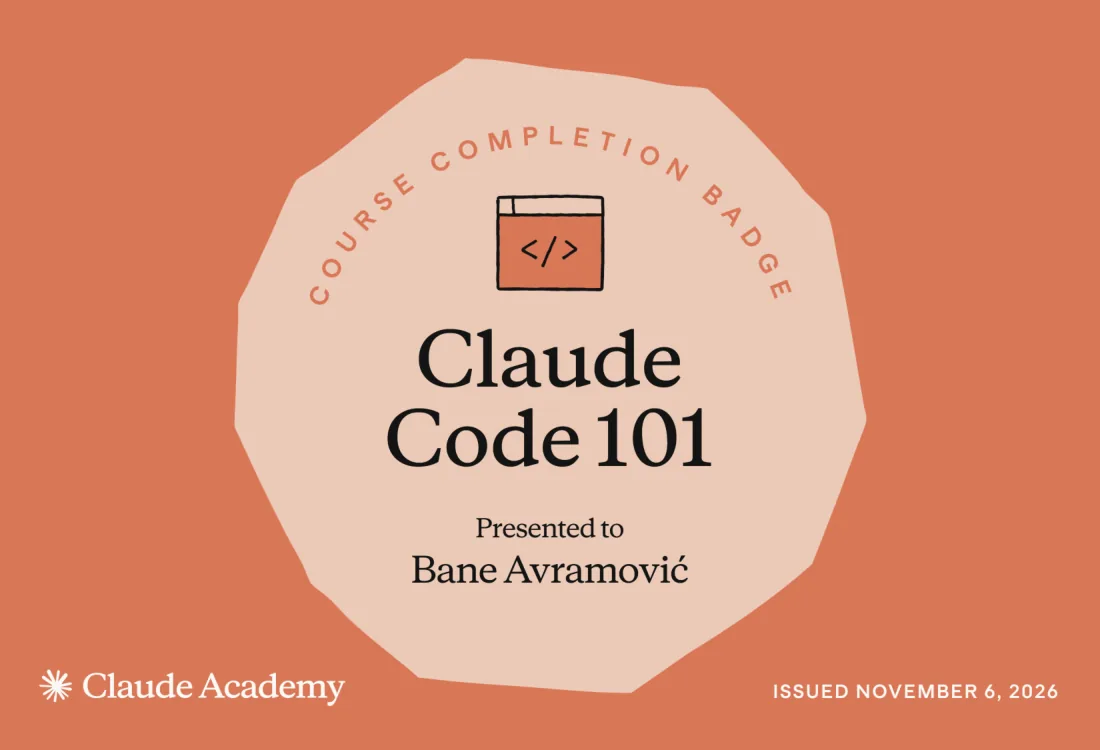 COURSE COMPLETION BADGE
</>
Claude
Code 101
Presented to
Bane Avramović
Claude Academy
ISSUED NOVEMBER 6, 2026